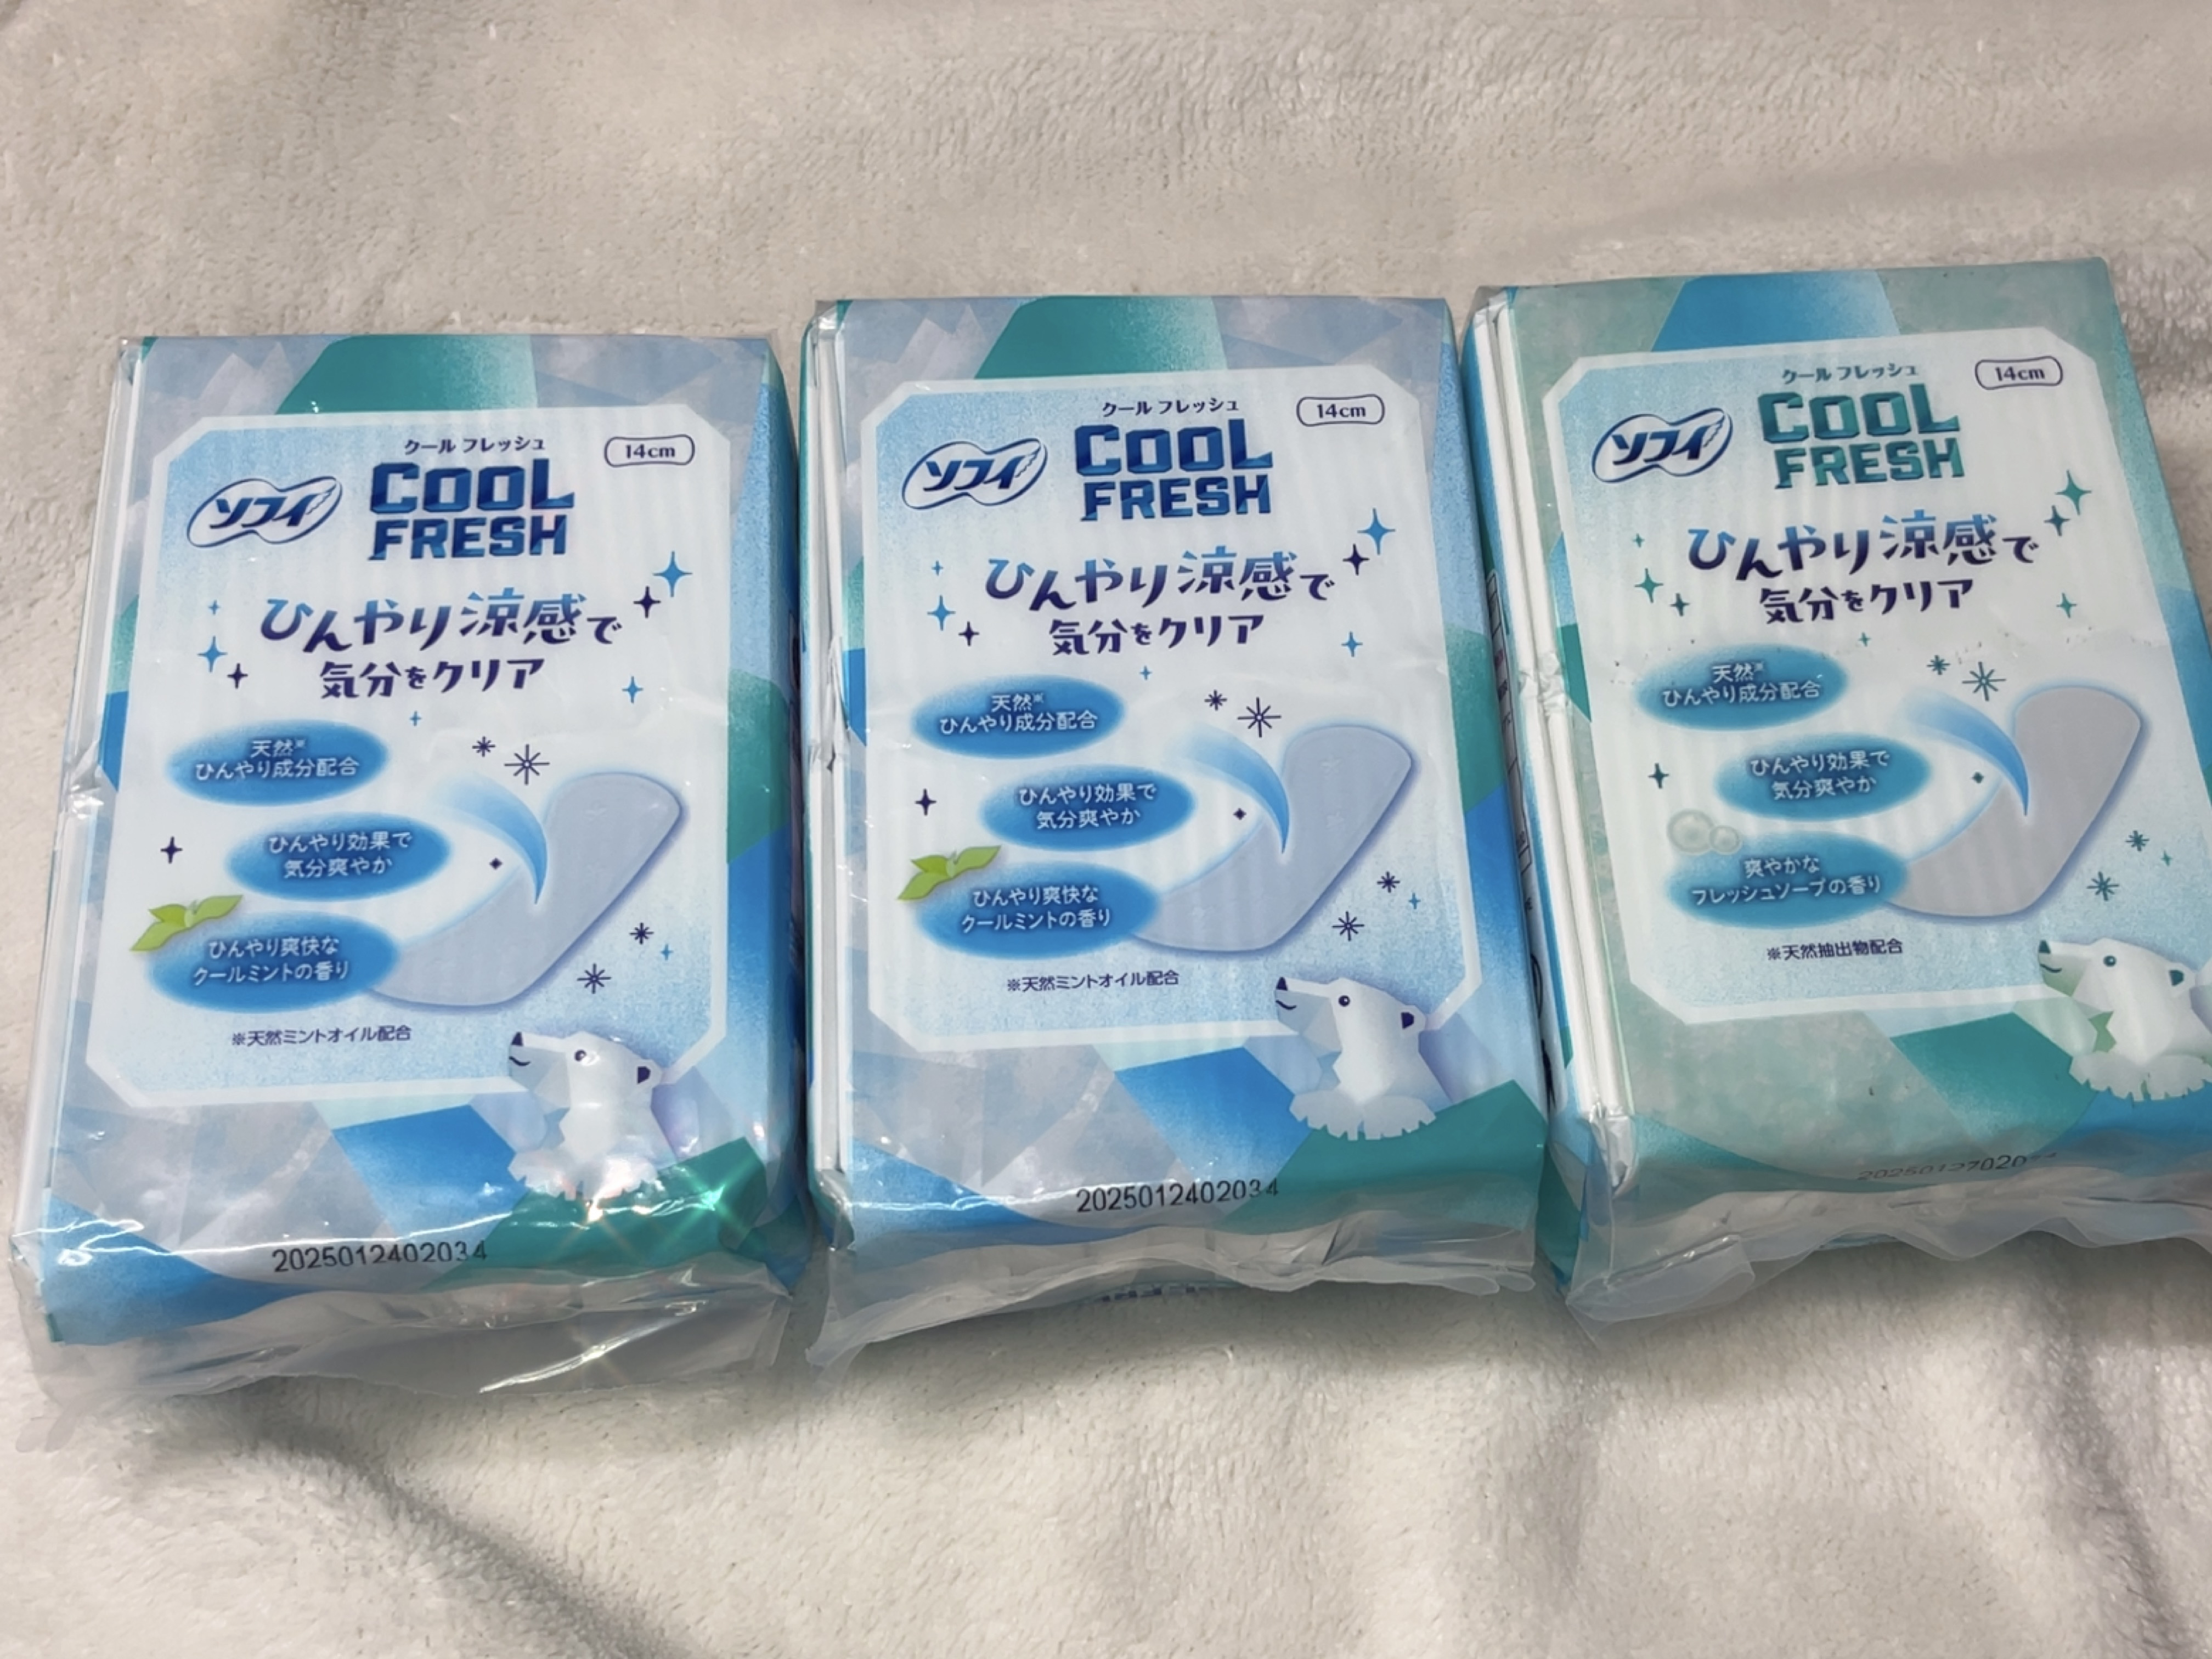 クール フレッシュ
14cm
ソフィ
COOL
FRESH
ひんやり涼感で
気分をクリア
天然※
ひんやり成分配合
ひんやり効果で
気分爽やか
ひんやり爽快な
クールミントの香り
※天然ミントオイル配合
2025012402034
クール フレッシュ
14cm
ソフィ
COOL
FRESH
ひんやり涼感で
気分をクリア
天然※
ひんやり成分配合
ひんやり効果で
気分爽やか
ひんやり爽快な
クールミントの香り
※天然ミントオイル配合
2025012402034
クール フレッシュ
14cm
ソフィ
COOL
FRESH
ひんやり涼感で
気分をクリア
天然※
ひんやり成分配合
ひんやり効果で
気分爽やか
爽やかな
フレッシュソープの香り
※天然抽出物配合